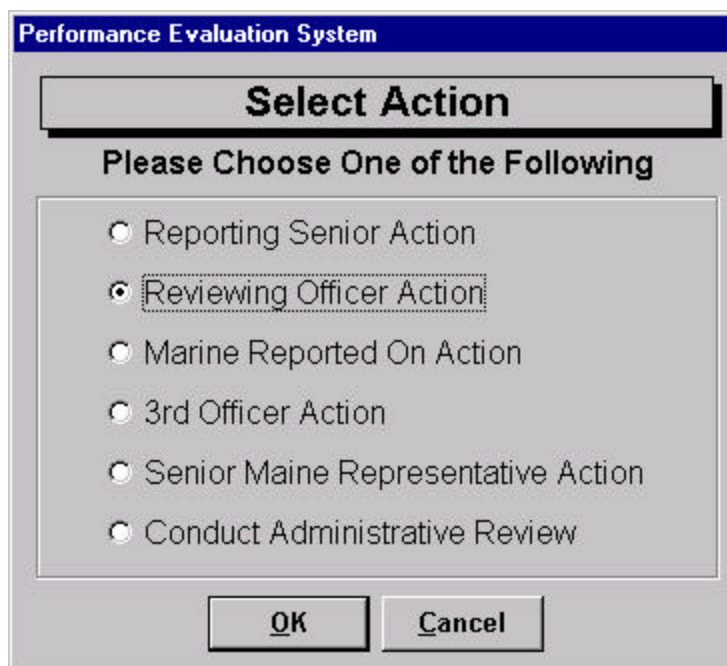 Performance Evaluation System
Select Action
Please Choose One of the Following
Reporting Senior Action
Reviewing Officer Action
Marine Reported On Action
3rd Officer Action
Senior Maine Representative Action
Conduct Administrative Review
OK Cancel